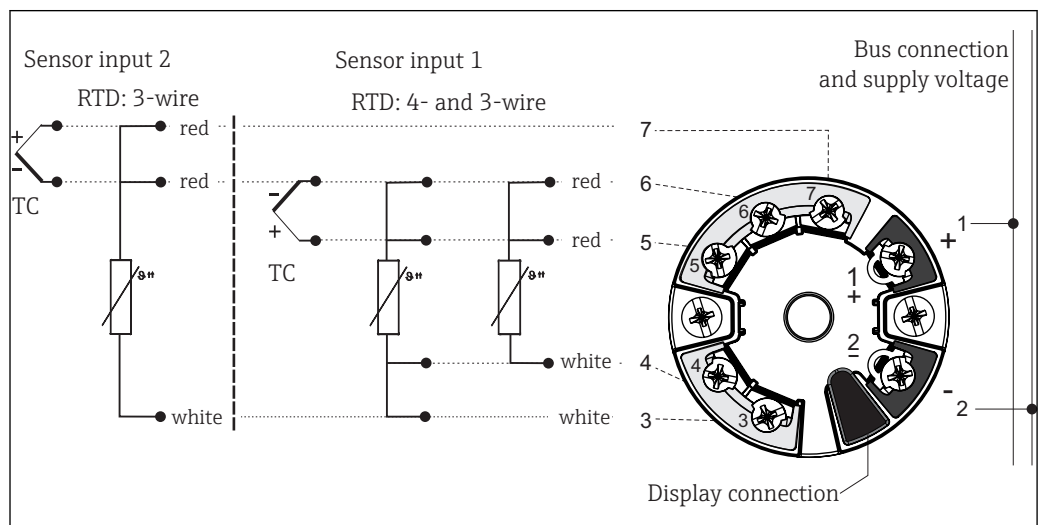 Sensor input 2
RTD: 3-wire
Sensor input 1
RTD: 4- and 3-wire
Bus connection
and supply voltage
+
-
TC
red
red
white
-
+
TC
ϑ
ϑ
ϑ
red
red
white
white
7
6
5
4
3
7
6
5
4
3
1
+
2
-
+
1
-
2
Display connection